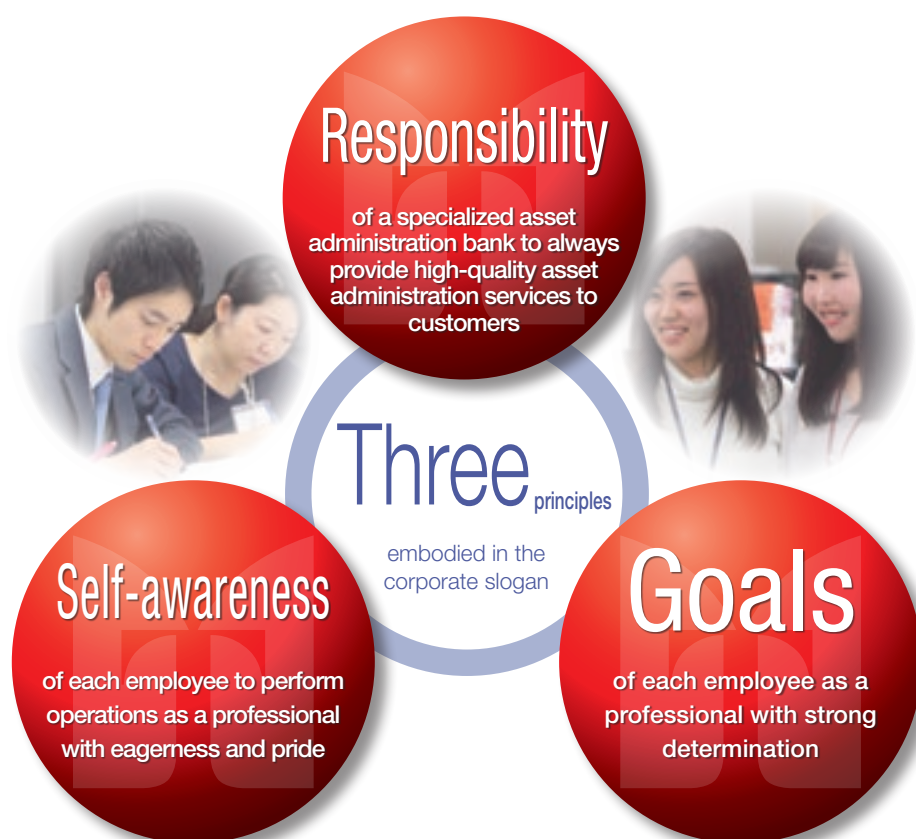 Responsibility
of a specialized asset
administration bank to always
provide high-quality asset
administration services to
customers
Three principles
embodied in the
corporate slogan
Self-awareness
of each employee to perform
operations as a professional
with eagerness and pride
Goals
of each employee as a
professional with strong
determination